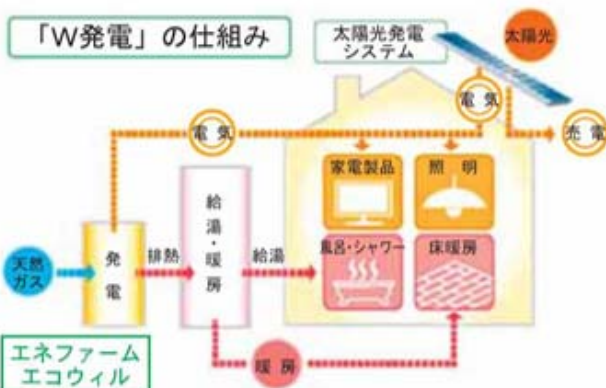 「W発電」の仕組み
太陽光発電
システム
太陽光
電気
電気
売電
家電製品
照明
風呂・シャワー
床暖房
天然
ガス
発電
排熱
給湯・暖房
給湯
暖房
エネファーム
エコウィル